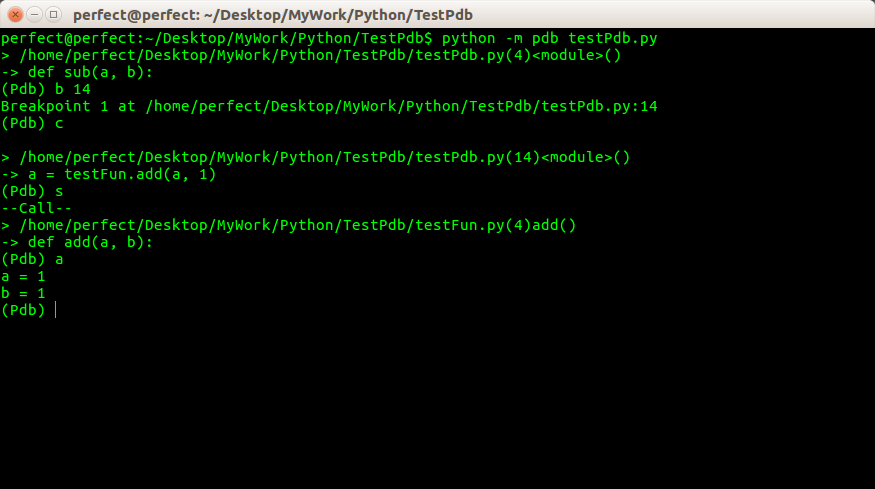 perfect@perfect: ~/Desktop/MyWork/Python/TestPdb
perfect@perfect:~/Desktop/MyWork/Python/TestPdb$ python -m pdb testPdb.py
> /home/perfect/Desktop/MyWork/Python/TestPdb/testPdb.py(4)<module>()
-> def sub(a, b):
(Pdb) b 14
Breakpoint 1 at /home/perfect/Desktop/MyWork/Python/TestPdb/testPdb.py:14
(Pdb) c
> /home/perfect/Desktop/MyWork/Python/TestPdb/testPdb.py(14)<module>()
-> a = testFun.add(a, 1)
(Pdb) s
--Call--
> /home/perfect/Desktop/MyWork/Python/TestPdb/testFun.py(4)add()
-> def add(a, b):
(Pdb) a
a = 1
b = 1
(Pdb)